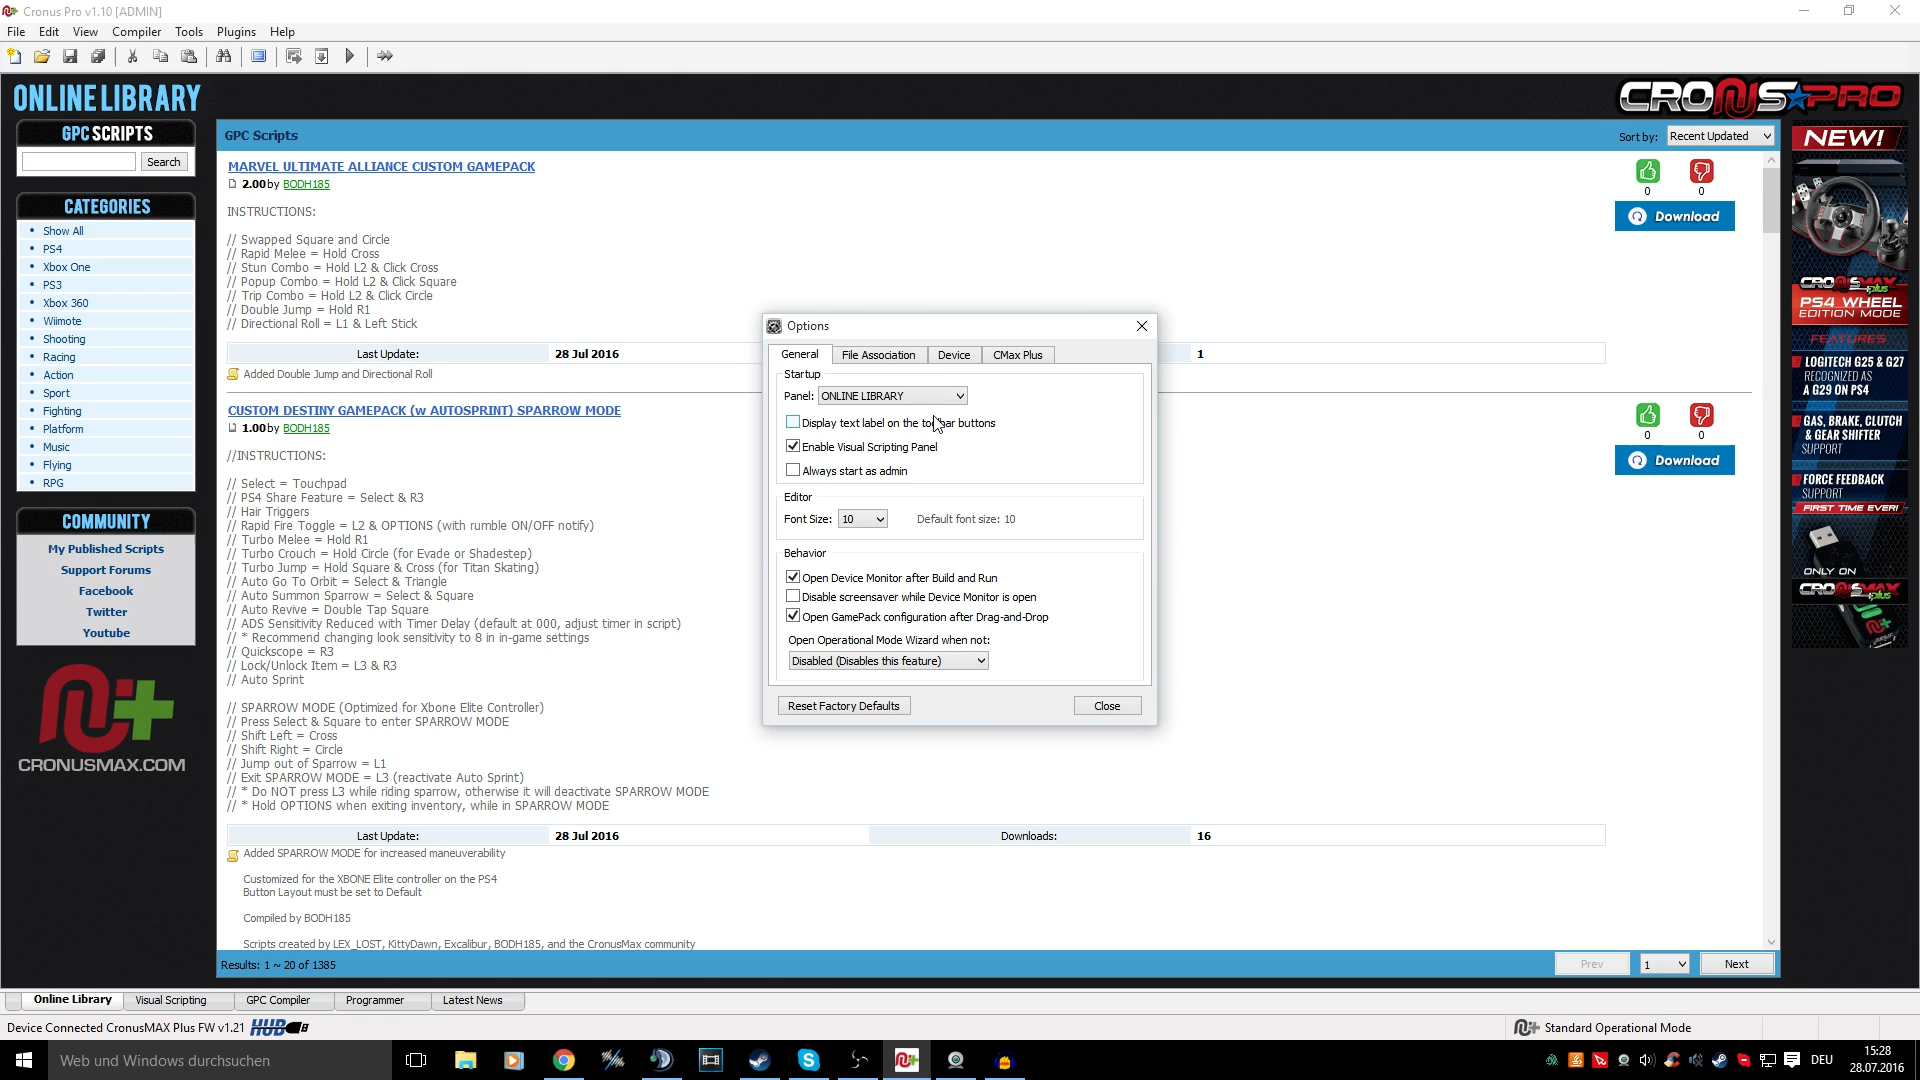 Cronus Pro v1.10 [ADMIN]
File Edit View Compiler Tools Plugins Help
ONLINE LIBRARY
CRONUS PRO
GPC SCRIPTS
Search
CATEGORIES
Show All
PS4
Xbox One
PS3
Xbox 360
Wiimote
Shooting
Racing
Action
Sport
Fighting
Platform
Music
Flying
RPG
COMMUNITY
My Published Scripts
Support Forums
Facebook
Twitter
Youtube
CRONUSMAX.COM
GPC Scripts
Sort by: Recent Updated
MARVEL ULTIMATE ALLIANCE CUSTOM GAMEPACK
2.00 by BODH185
0 0
Download
INSTRUCTIONS:
// Swapped Square and Circle
// Rapid Melee = Hold Cross
// Stun Combo = Hold L2 & Click Cross
// Popup Combo = Hold L2 & Click Square
// Trip Combo = Hold L2 & Click Circle
// Double Jump = Hold R1
// Directional Roll = L1 & Left Stick
Last Update: 28 Jul 2016 1
Added Double Jump and Directional Roll
CUSTOM DESTINY GAMEPACK (w AUTOSPRINT) SPARROW MODE
1.00 by BODH185
0 0
Download
//INSTRUCTIONS:
// Select = Touchpad
// PS4 Share Feature = Select & R3
// Hair Triggers
// Rapid Fire Toggle = L2 & OPTIONS (with rumble ON/OFF notify)
// Turbo Melee = Hold R1
// Turbo Crouch = Hold Circle (for Evade or Shadestep)
// Turbo Jump = Hold Square & Cross (for Titan Skating)
// Auto Go To Orbit = Select & Triangle
// Auto Summon Sparrow = Select & Square
// Auto Revive = Double Tap Square
// ADS Sensitivity Reduced with Timer Delay (default at 000, adjust timer in script)
// * Recommend changing look sensitivity to 8 in in-game settings
// Quickscope = R3
// Lock/Unlock Item = L3 & R3
// Auto Sprint
// SPARROW MODE (Optimized for Xbone Elite Controller)
// Press Select & Square to enter SPARROW MODE
// Shift Left = Cross
// Shift Right = Circle
// Jump out of Sparrow = L1
// Exit SPARROW MODE = L3 (reactivate Auto Sprint)
// * Do NOT press L3 while riding sparrow, otherwise it will deactivate SPARROW MODE
// * Hold OPTIONS when exiting inventory, while in SPARROW MODE
Last Update: 28 Jul 2016 Downloads: 16
Added SPARROW MODE for increased maneuverability
Customized for the XBONE Elite controller on the PS4
Button Layout must be set to Default
Compiled by BODH185
Scripts created by LEX_LOST, KittyDawn, Excalibur, BODH185, and the CronusMax community
Results: 1 ~ 20 of 1385
Prev 1 Next
Options
General File Association Device CMax Plus
Startup
Panel: ONLINE LIBRARY
Display text label on the toolbar buttons
Enable Visual Scripting Panel
Always start as admin
Editor
Font Size: 10 Default font size: 10
Behavior
Open Device Monitor after Build and Run
Disable screensaver while Device Monitor is open
Open GamePack configuration after Drag-and-Drop
Open Operational Mode Wizard when not:
Disabled (Disables this feature)
Reset Factory Defaults Close
NEW!
CRONUSMAX plus
PS4 WHEEL
EDITION MODE
FEATURES
LOGITECH G25 & G27
RECOGNIZED AS
A G29 ON PS4
GAS, BRAKE, CLUTCH
& GEAR SHIFTER
SUPPORT
FORCE FEEDBACK
SUPPORT
FIRST TIME EVER!
ONLY ON
CRONUSMAX plus
Online Library Visual Scripting GPC Compiler Programmer Latest News
Device Connected CronusMAX Plus FW v1.21 HUB
Standard Operational Mode
Web und Windows durchsuchen
DEU
15:28
28.07.2016